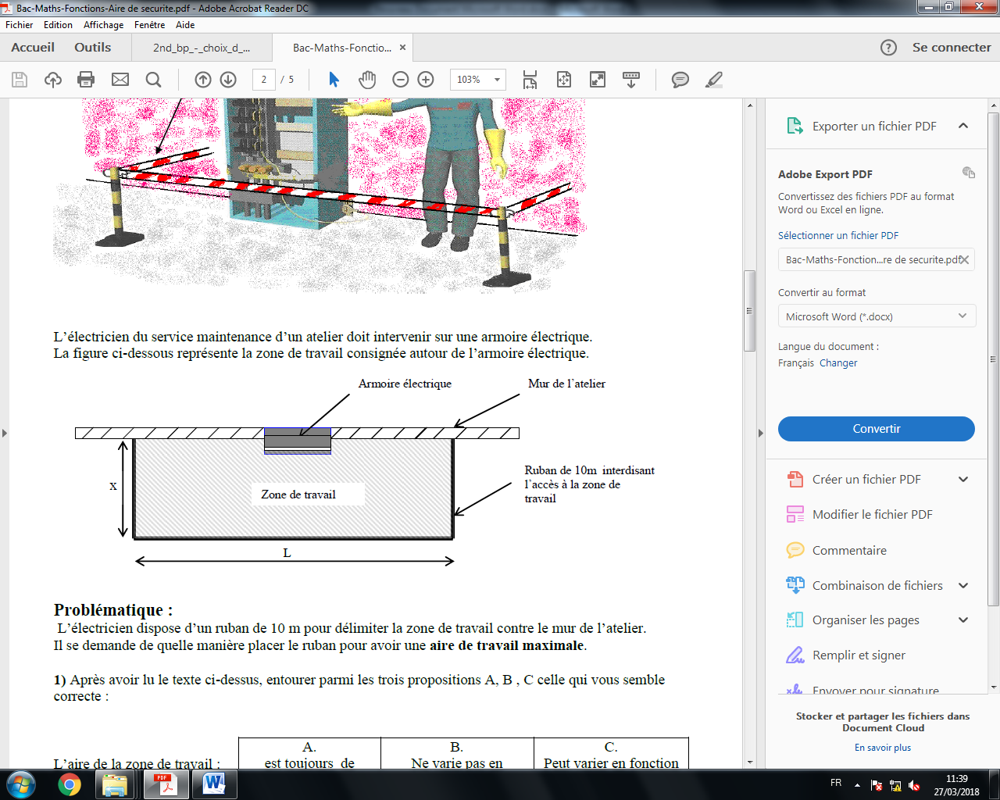 Bac-Maths-Fonctions-Aire de securite.pdf - Adobe Acrobat Reader DC
Fichier Edition Affichage Fenêtre Aide
Accueil Outils 2nd_bp_-_choix_d_... Bac-Maths-Fonctio... × ? Se connecter
2 / 5 103%
Exporter un fichier PDF
Adobe Export PDF
Convertissez des fichiers PDF au format
Word ou Excel en ligne.
Sélectionner un fichier PDF
Bac-Maths-Fonction...re de securite.pdf
Convertir au format
Microsoft Word (*.docx)
Langue du document :
Français Changer
Convertir
Créer un fichier PDF
Modifier le fichier PDF
Commentaire
Combinaison de fichiers
Organiser les pages
Remplir et signer
Envoyer pour signature
Stocker et partager les fichiers dans
Document Cloud
En savoir plus
L'électricien du service maintenance d'un atelier doit intervenir sur une armoire électrique.
La figure ci-dessous représente la zone de travail consignée autour de l'armoire électrique.
Armoire électrique
Mur de l'atelier
x
Zone de travail
Ruban de 10m interdisant
l'accès à la zone de
travail
L
Problématique :
L'électricien dispose d'un ruban de 10 m pour délimiter la zone de travail contre le mur de l'atelier.
Il se demande de quelle manière placer le ruban pour avoir une aire de travail maximale.
1) Après avoir lu le texte ci-dessus, entourer parmi les trois propositions A, B , C celle qui vous semble
correcte :
L'aire de la zone de travail :
A.
est toujours de
B.
Ne varie pas en
C.
Peut varier en fonction
FR 11:39
27/03/2018